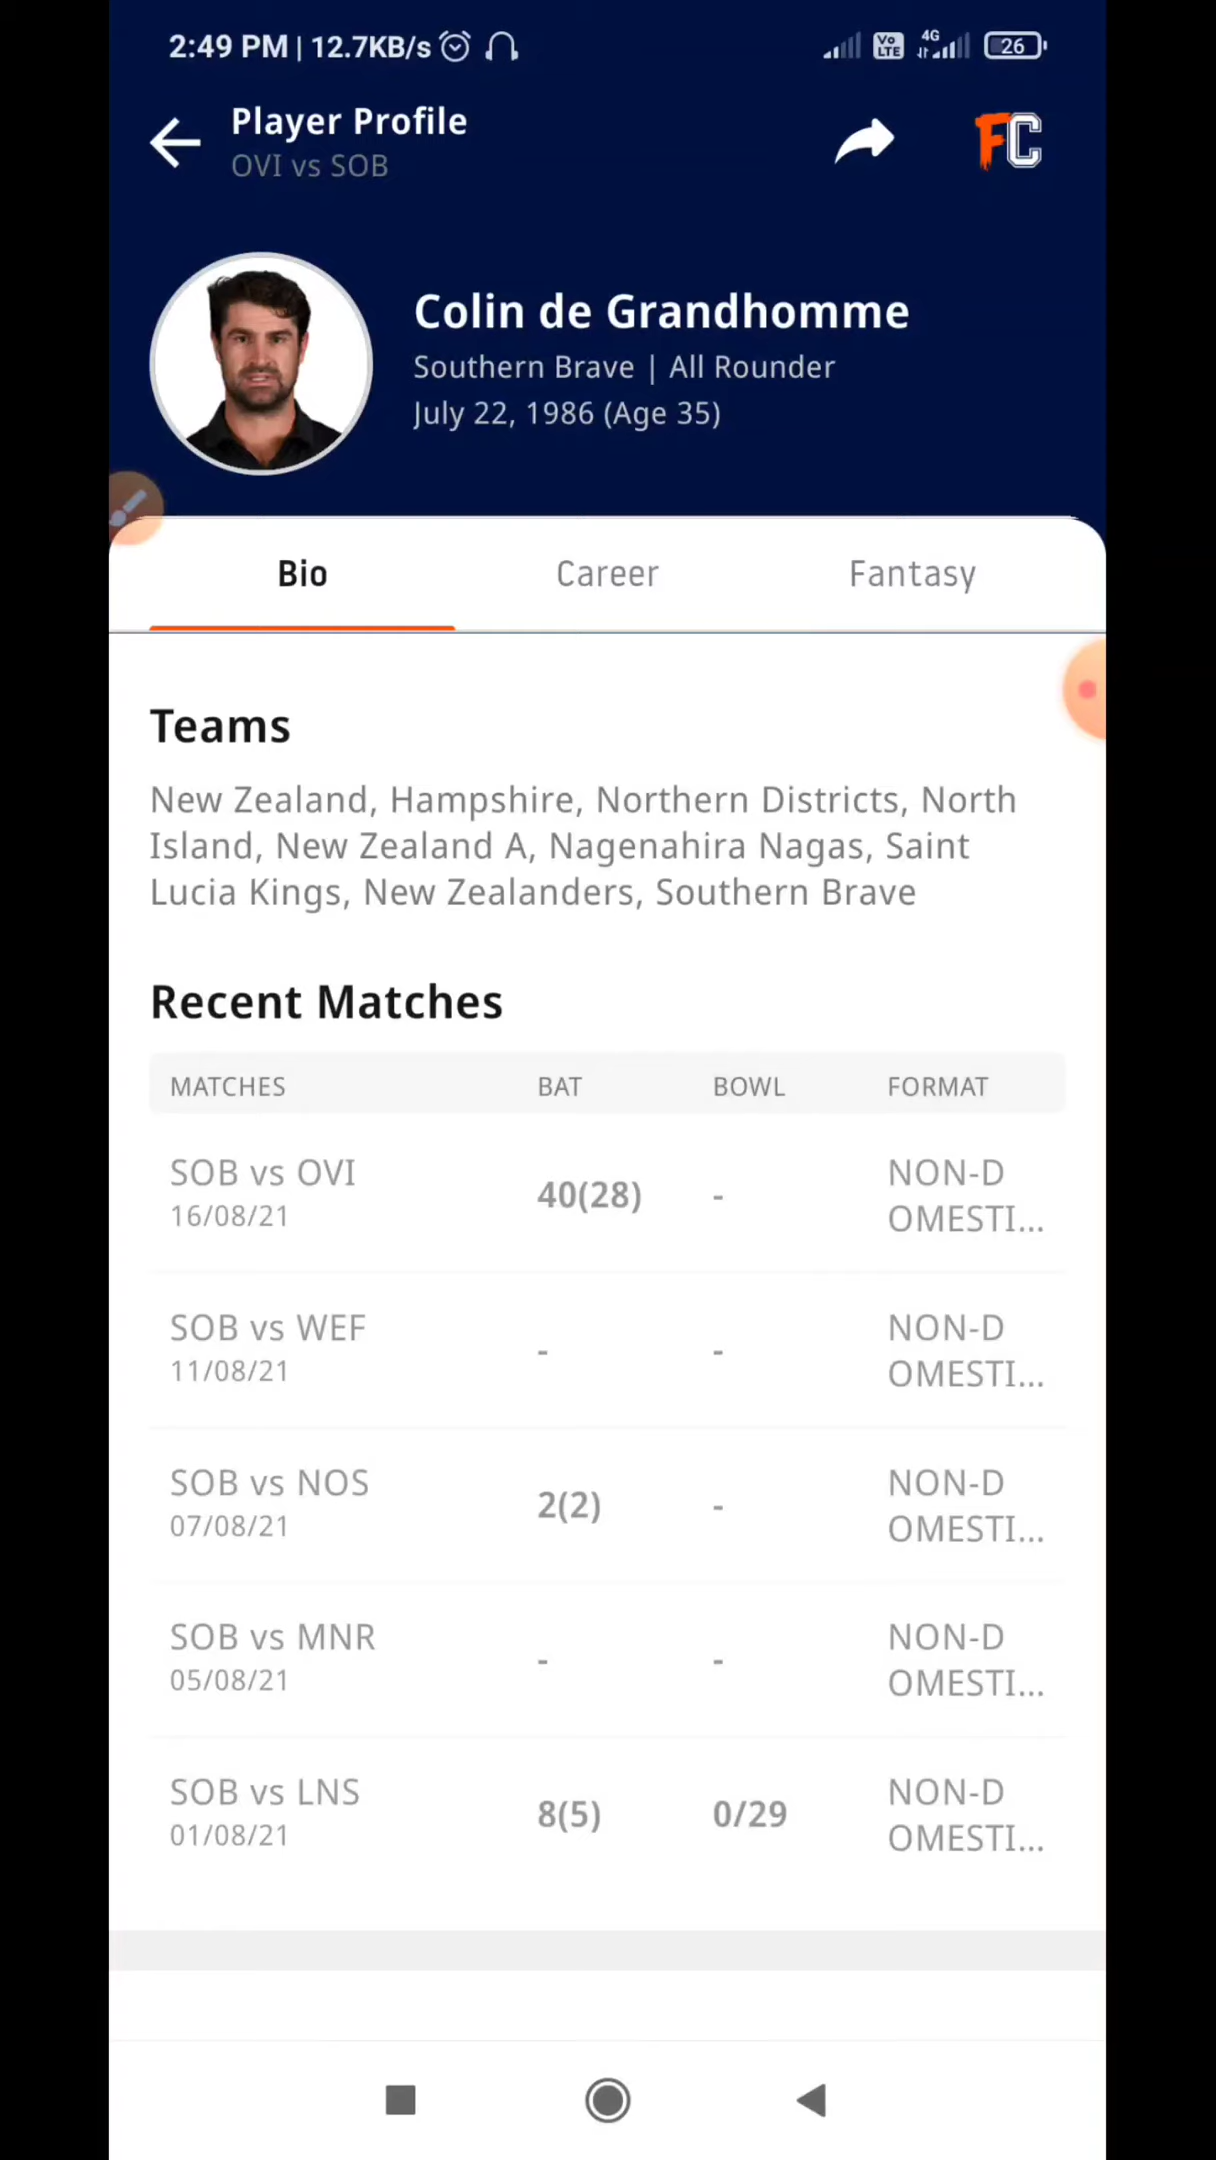 2:49 PM | 12.7KB/s
Vo LTE 4G 26
Player Profile
OVI vs SOB
FC
Colin de Grandhomme
Southern Brave | All Rounder
July 22, 1986 (Age 35)
Bio Career Fantasy
Teams
New Zealand, Hampshire, Northern Districts, North
Island, New Zealand A, Nagenahira Nagas, Saint
Lucia Kings, New Zealanders, Southern Brave
Recent Matches
MATCHES BAT BOWL FORMAT
SOB vs OVI
16/08/21
40(28) -
NON-D
OMESTI...
SOB vs WEF
11/08/21
- -
NON-D
OMESTI...
SOB vs NOS
07/08/21
2(2) -
NON-D
OMESTI...
SOB vs MNR
05/08/21
- -
NON-D
OMESTI...
SOB vs LNS
01/08/21
8(5) 0/29
NON-D
OMESTI...